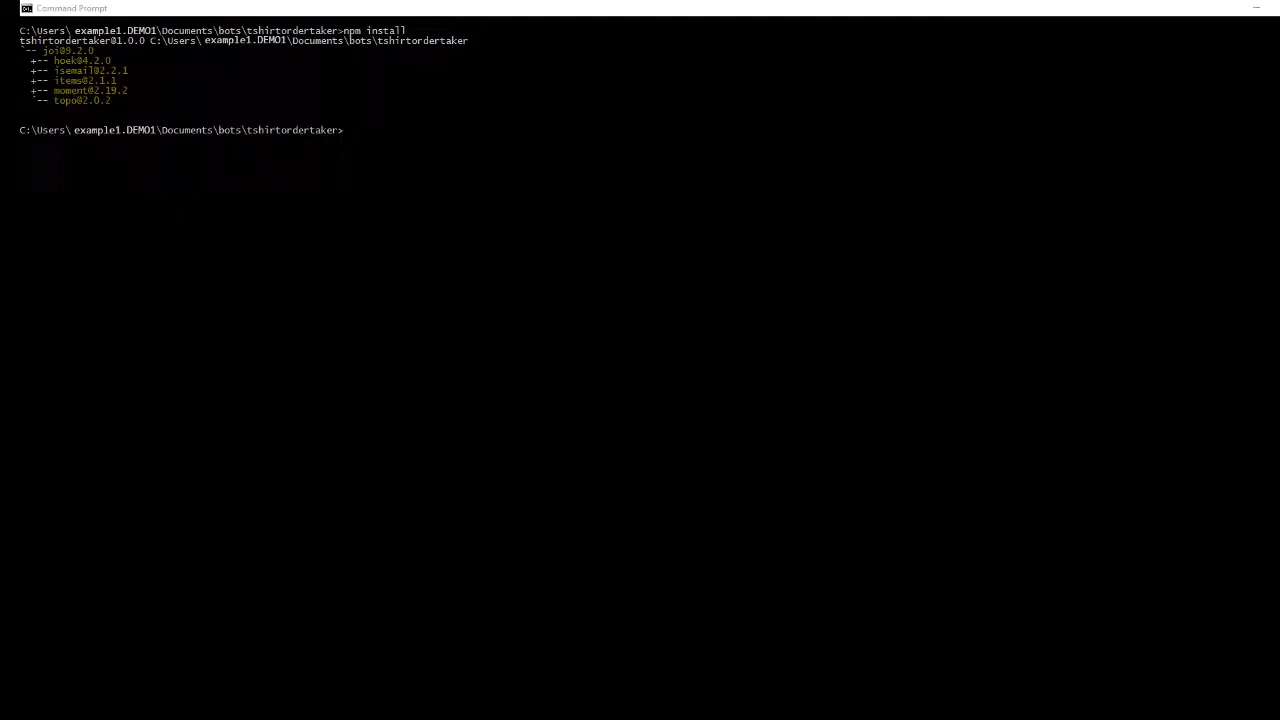 Command Prompt
C:\Users\ example1.DEMO1\Documents\bots\tshirtordertaker>npm install
tshirtordertaker@1.0.0 C:\Users\ example1.DEMO1\Documents\bots\tshirtordertaker
`-- joi@9.2.0
+-- hoek@4.2.0
+-- isemail@2.2.1
+-- items@2.1.1
+-- moment@2.19.2
`-- topo@2.0.2
C:\Users\ example1.DEMO1\Documents\bots\tshirtordertaker>